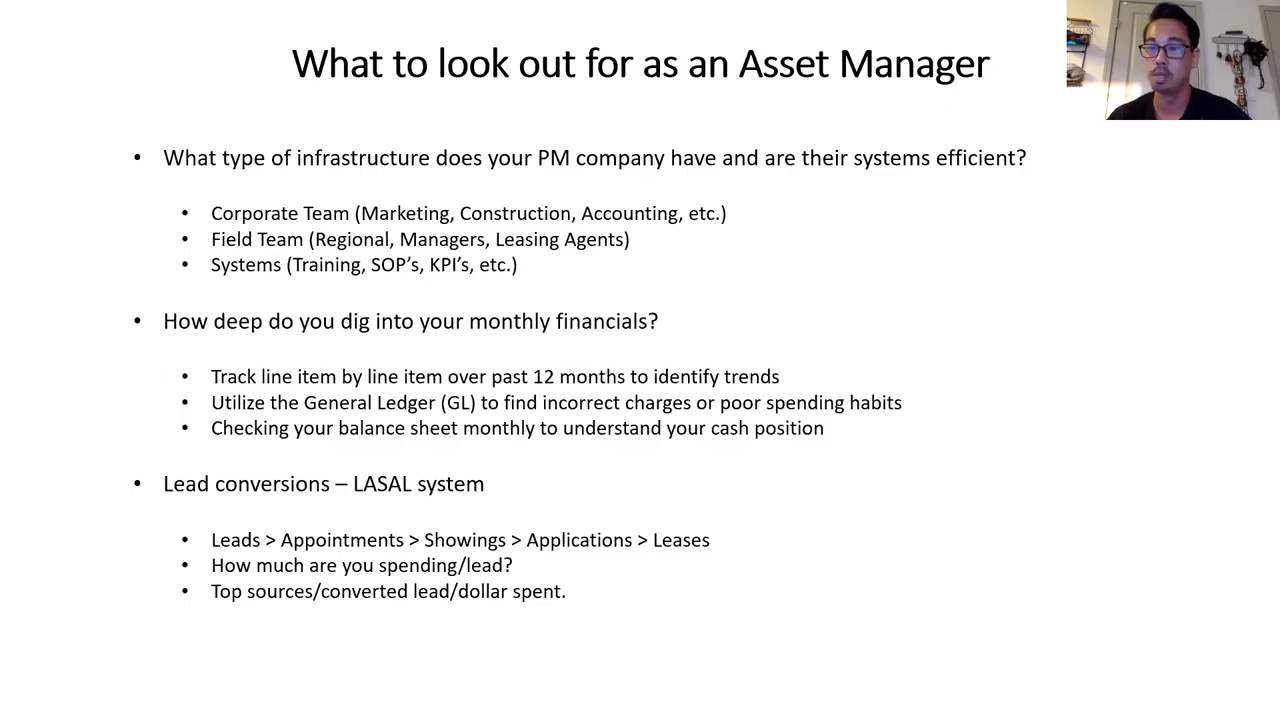 What to look out for as an Asset Manager
• What type of infrastructure does your PM company have and are their systems efficient?
• Corporate Team (Marketing, Construction, Accounting, etc.)
• Field Team (Regional, Managers, Leasing Agents)
• Systems (Training, SOP’s, KPI’s, etc.)
• How deep do you dig into your monthly financials?
• Track line item by line item over past 12 months to identify trends
• Utilize the General Ledger (GL) to find incorrect charges or poor spending habits
• Checking your balance sheet monthly to understand your cash position
• Lead conversions – LASAL system
• Leads > Appointments > Showings > Applications > Leases
• How much are you spending/lead?
• Top sources/converted lead/dollar spent.